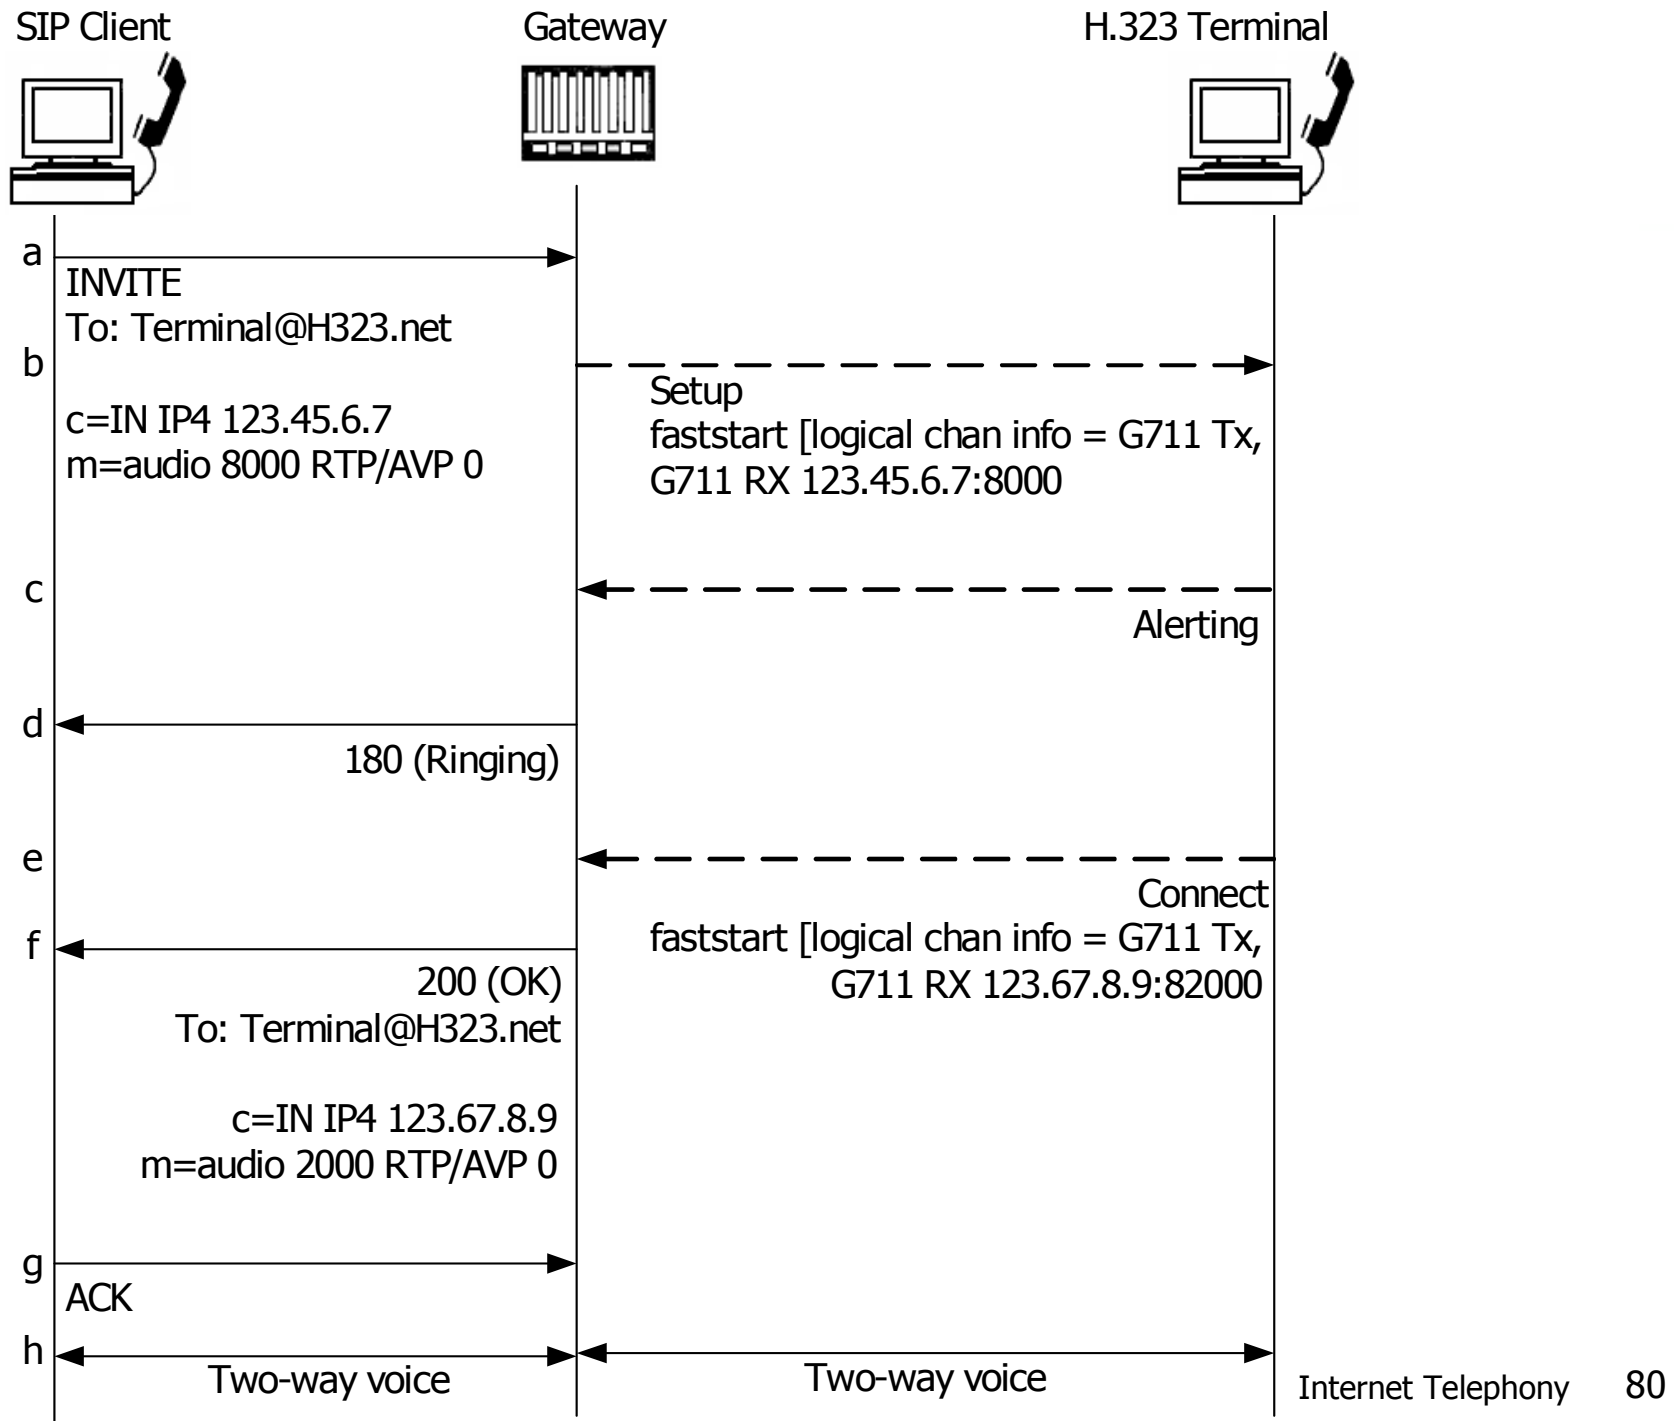 SIP Client
Gateway
H.323 Terminal
a
INVITE
To: Terminal@H323.net
b
c=IN IP4 123.45.6.7
m=audio 8000 RTP/AVP 0
Setup
faststart [logical chan info = G711 Tx,
G711 RX 123.45.6.7:8000
c
Alerting
d
180 (Ringing)
e
Connect
faststart [logical chan info = G711 Tx,
G711 RX 123.67.8.9:82000
f
200 (OK)
To: Terminal@H323.net
c=IN IP4 123.67.8.9
m=audio 2000 RTP/AVP 0
g
ACK
h
Two-way voice
Two-way voice
Internet Telephony 80